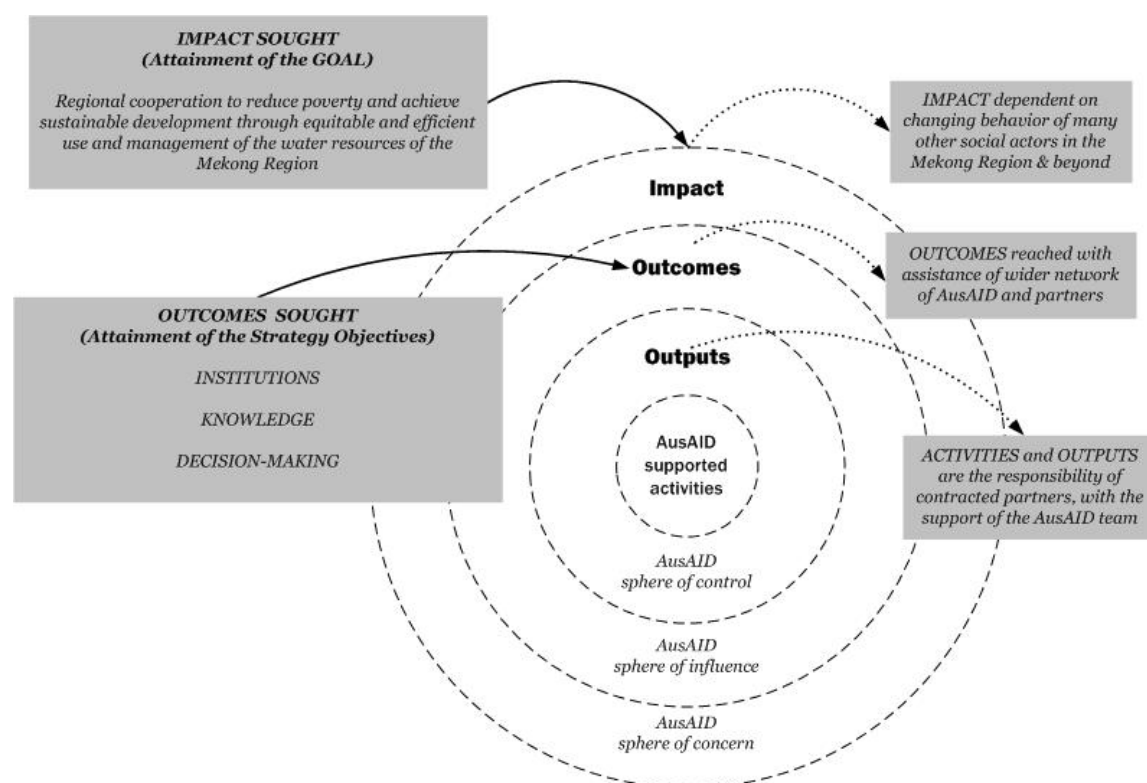 IMPACT SOUGHT
(Attainment of the GOAL)
Regional cooperation to reduce poverty and achieve
sustainable development through equitable and efficient
use and management of the water resources of the
Mekong Region
IMPACT dependent on
changing behavior of many
other social actors in the
Mekong Region & beyond
Impact
OUTCOMES reached with
assistance of wider network
of AusAID and partners
Outcomes
OUTCOMES SOUGHT
(Attainment of the Strategy Objectives)
INSTITUTIONS
KNOWLEDGE
DECISION-MAKING
Outputs
AusAID
supported
activities
ACTIVITIES and OUTPUTS
are the responsibility of
contracted partners, with the
support of the AusAID team
AusAID
sphere of control
AusAID
sphere of influence
AusAID
sphere of concern